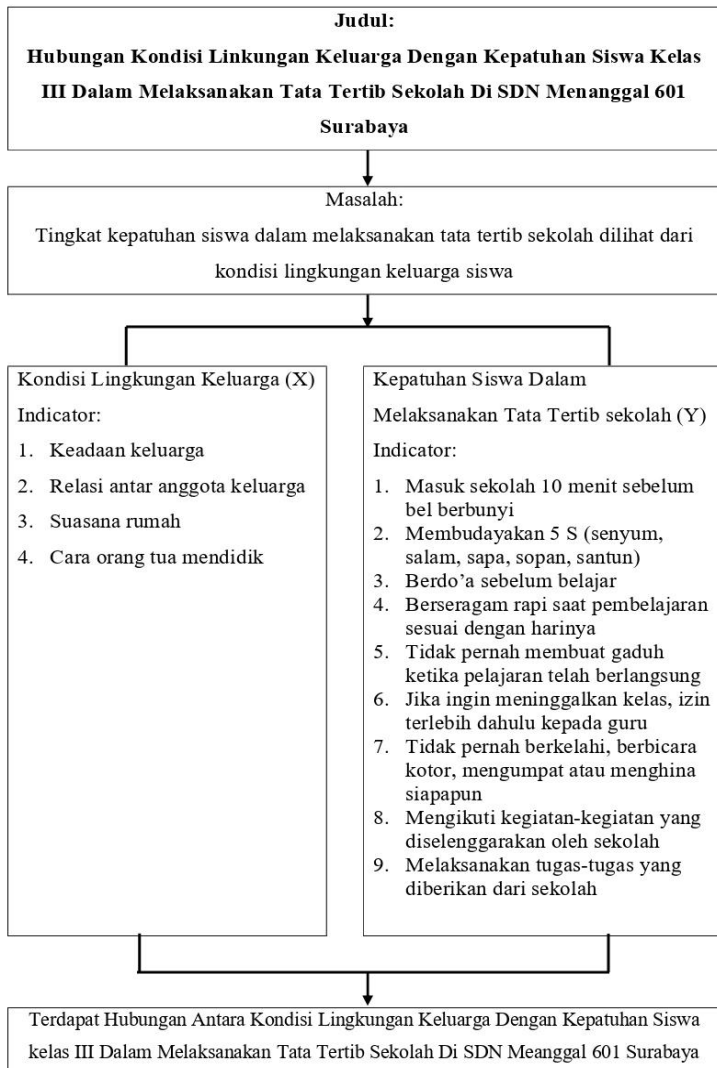 Judul:
Hubungan Kondisi Linkungan Keluarga Dengan Kepatuhan Siswa Kelas
III Dalam Melaksanakan Tata Tertib Sekolah Di SDN Menanggal 601
Surabaya
Masalah:
Tingkat kepatuhan siswa dalam melaksanakan tata tertib sekolah dilihat dari
kondisi lingkungan keluarga siswa
Kondisi Lingkungan Keluarga (X)
Indicator:
1. Keadaan keluarga
2. Relasi antar anggota keluarga
3. Suasana rumah
4. Cara orang tua mendidik
Kepatuhan Siswa Dalam
Melaksanakan Tata Tertib sekolah (Y)
Indicator:
1. Masuk sekolah 10 menit sebelum
bel berbunyi
2. Membudayakan 5 S (senyum,
salam, sapa, sopan, santun)
3. Berdo’a sebelum belajar
4. Berseragam rapi saat pembelajaran
sesuai dengan harinya
5. Tidak pernah membuat gaduh
ketika pelajaran telah berlangsung
6. Jika ingin meninggalkan kelas, izin
terlebih dahulu kepada guru
7. Tidak pernah berkelahi, berbicara
kotor, mengumpat atau menghina
siapapun
8. Mengikuti kegiatan-kegiatan yang
diselenggarakan oleh sekolah
9. Melaksanakan tugas-tugas yang
diberikan dari sekolah
Terdapat Hubungan Antara Kondisi Lingkungan Keluarga Dengan Kepatuhan Siswa
kelas III Dalam Melaksanakan Tata Tertib Sekolah Di SDN Meanggal 601 Surabaya